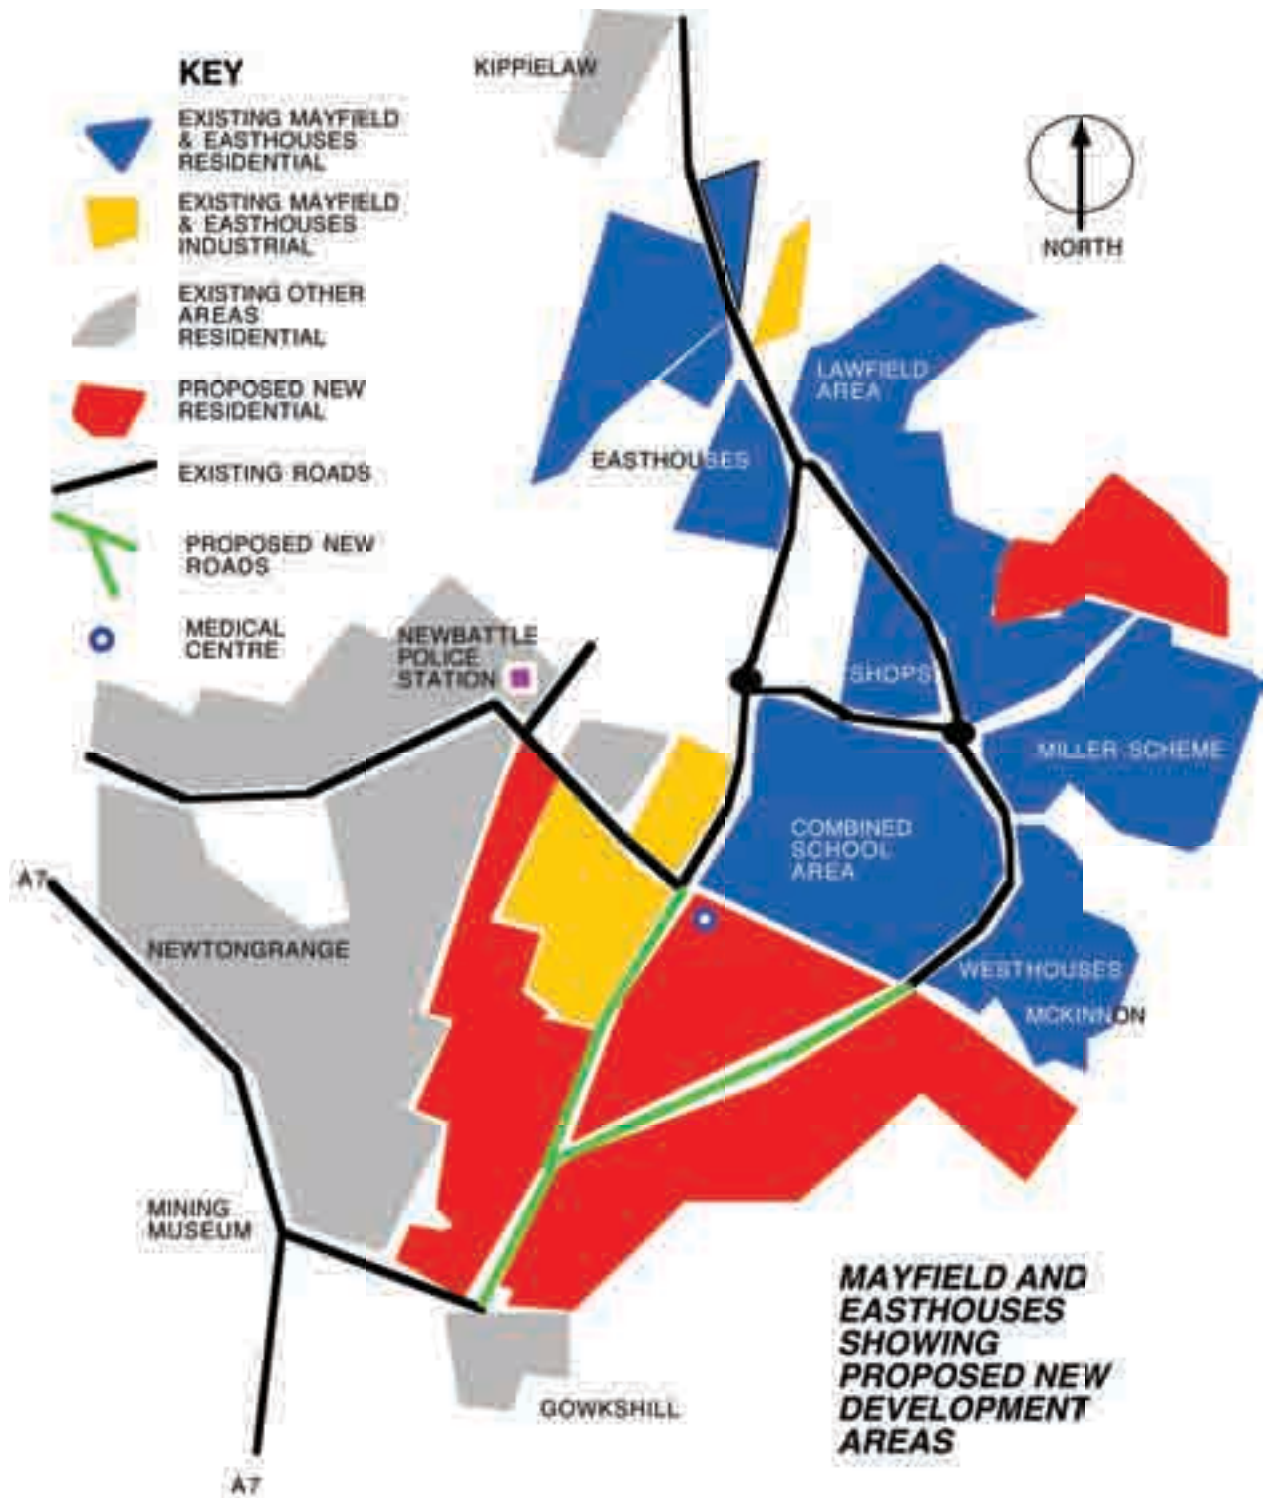 KEY
EXISTING MAYFIELD
& EASTHOUSES
RESIDENTIAL
EXISTING MAYFIELD
& EASTHOUSES
INDUSTRIAL
EXISTING OTHER
AREAS
RESIDENTIAL
PROPOSED NEW
RESIDENTIAL
EXISTING ROADS
PROPOSED NEW
ROADS
MEDICAL
CENTRE
KIPPIELAW
NORTH
LAWFIELD
AREA
EASTHOUSES
NEWBATTLE
POLICE
STATION
SHOPS
MILLER SCHEME
COMBINED
SCHOOL
AREA
A7
NEWTONGRANGE
WESTHOUSES
MCKINNON
MINING
MUSEUM
GOWKSHILL
A7
MAYFIELD AND
EASTHOUSES
SHOWING
PROPOSED NEW
DEVELOPMENT
AREAS